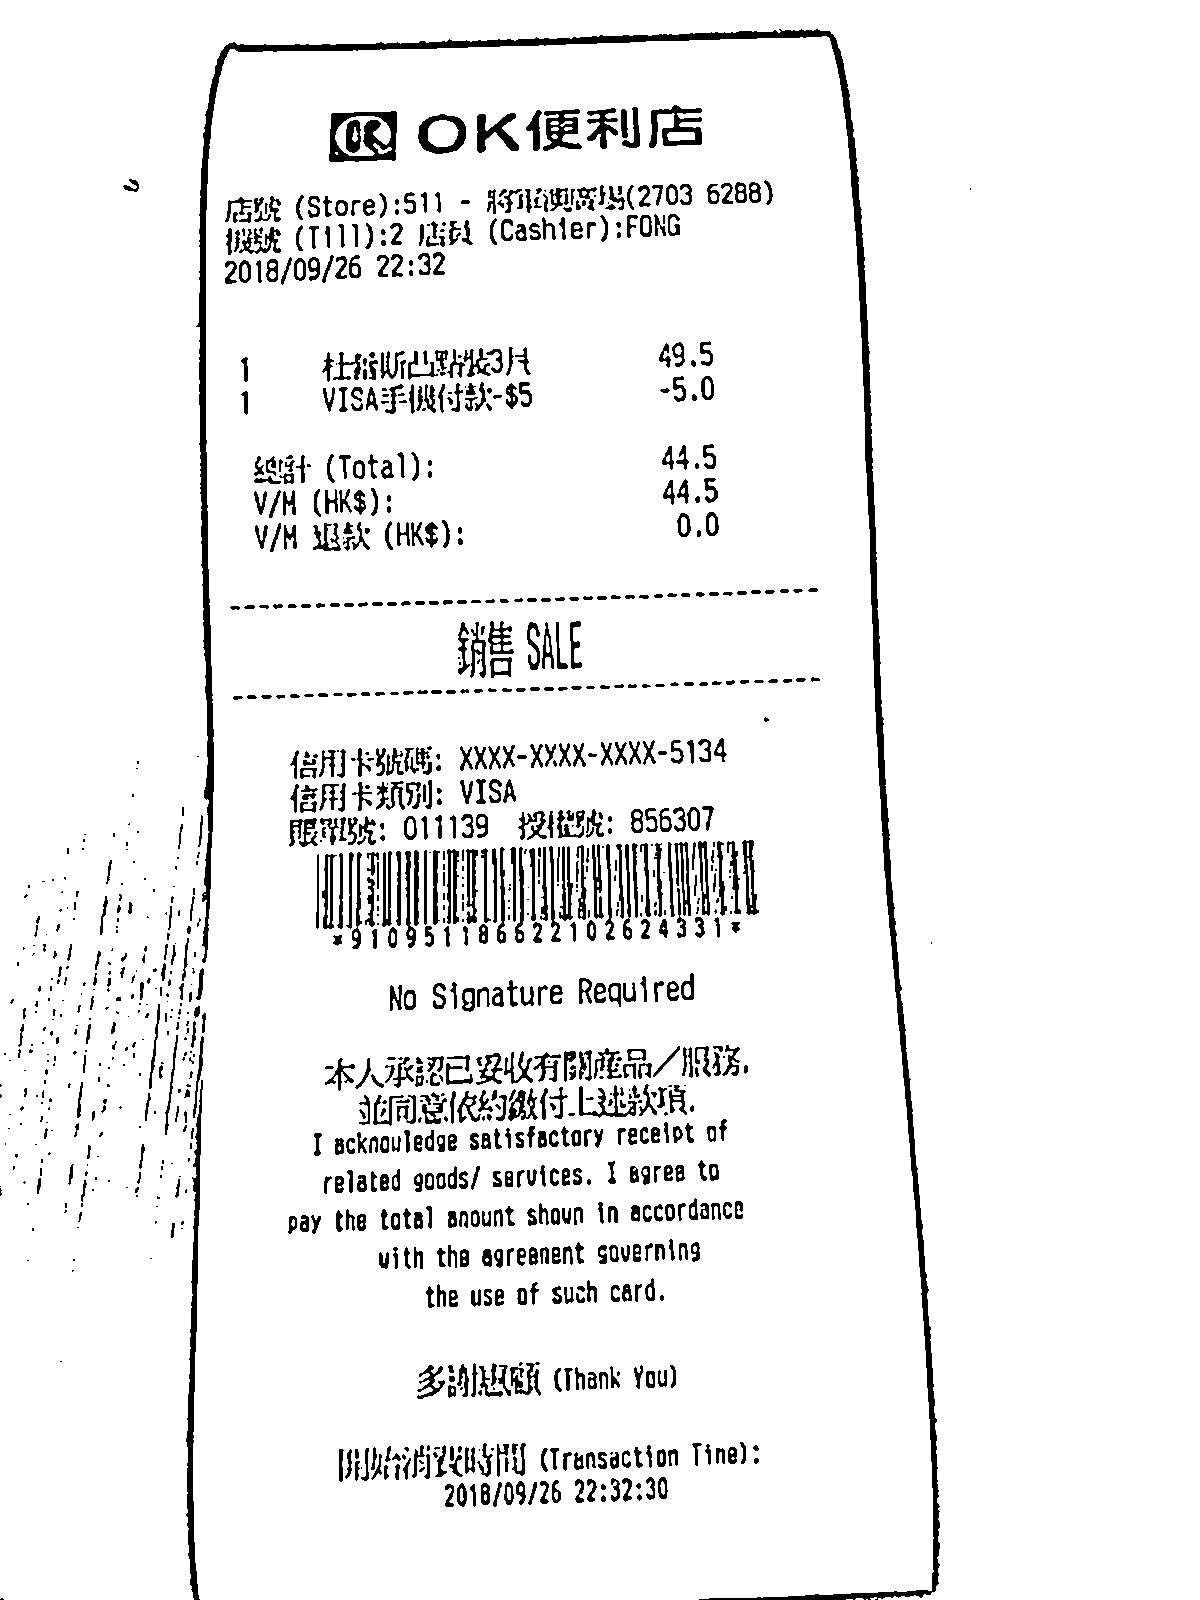 OK OK便利店
店號 (Store):511 - 將軍澳廣場(2703 6288)
機號 (Till):2 店員 (Cashier):FONG
2018/09/26 22:32
1 杜蕾斯凸點裝3片 49.5
1 VISA手機付款-$5 -5.0
總計 (Total): 44.5
V/M (HK$): 44.5
V/M 退款 (HK$): 0.0
銷售 SALE
信用卡號碼: XXXX-XXXX-XXXX-5134
信用卡類別: VISA
賬單號: 011139 授權號: 856307
*910951186622102624331*
No Signature Required
本人承認已妥收有關產品／服務,
並同意依約繳付上述款項.
I acknowledge satisfactory receipt of
related goods/ services. I agree to
pay the total amount shown in accordance
with the agreement governing
the use of such card.
多謝惠顧 (Thank You)
開始消費時間 (Transaction Time):
2018/09/26 22:32:30